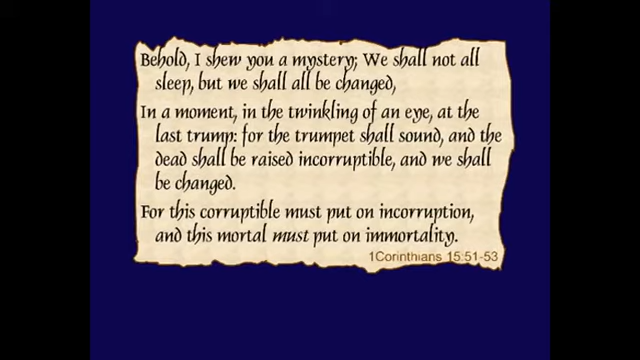 Behold, I shew you a mystery; We shall not all
sleep, but we shall all be changed,
In a moment, in the twinkling of an eye, at the
last trump: for the trumpet shall sound, and the
dead shall be raised incorruptible, and we shall
be changed.
For this corruptible must put on incorruption,
and this mortal must put on immortality.
1Corinthians 15:51-53